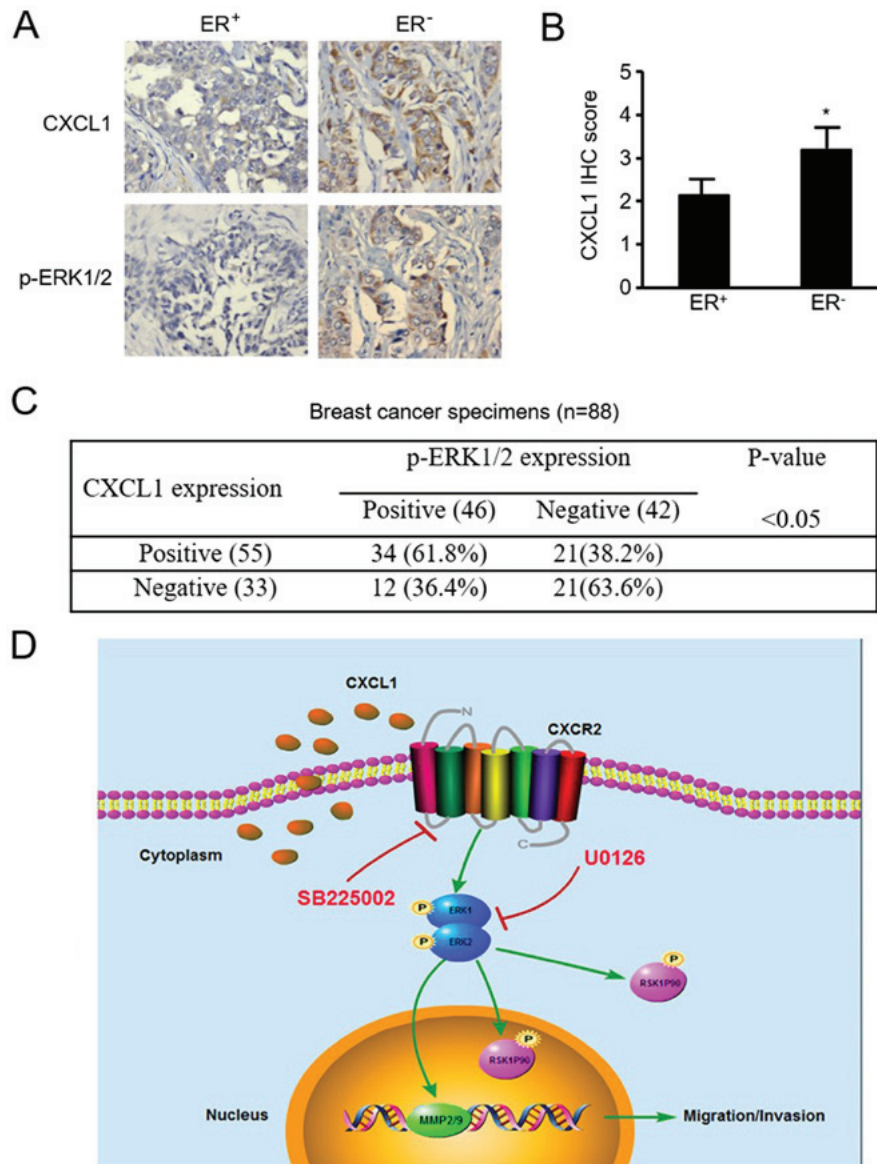 A
ER+ ER-
CXCL1
p-ERK1/2
B
CXCL1 IHC score
5
4
3
2
1
0
*
ER+ ER-
C
Breast cancer specimens (n=88)
CXCL1 expression
p-ERK1/2 expression
P-value
Positive (46) Negative (42)
<0.05
Positive (55) 34 (61.8%) 21(38.2%)
Negative (33) 12 (36.4%) 21(63.6%)
D
CXCL1
N
CXCR2
C
Cytoplasm
SB225002
U0126
P ERK1
P ERK2
P
RSK1P90
P
RSK1P90
Nucleus
MMP2/9
Migration/Invasion